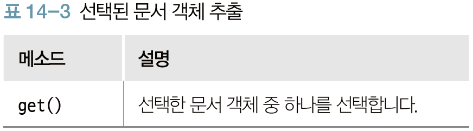 표 14-3 선택된 문서 객체 추출
메소드 설명
get() 선택한 문서 객체 중 하나를 선택합니다.